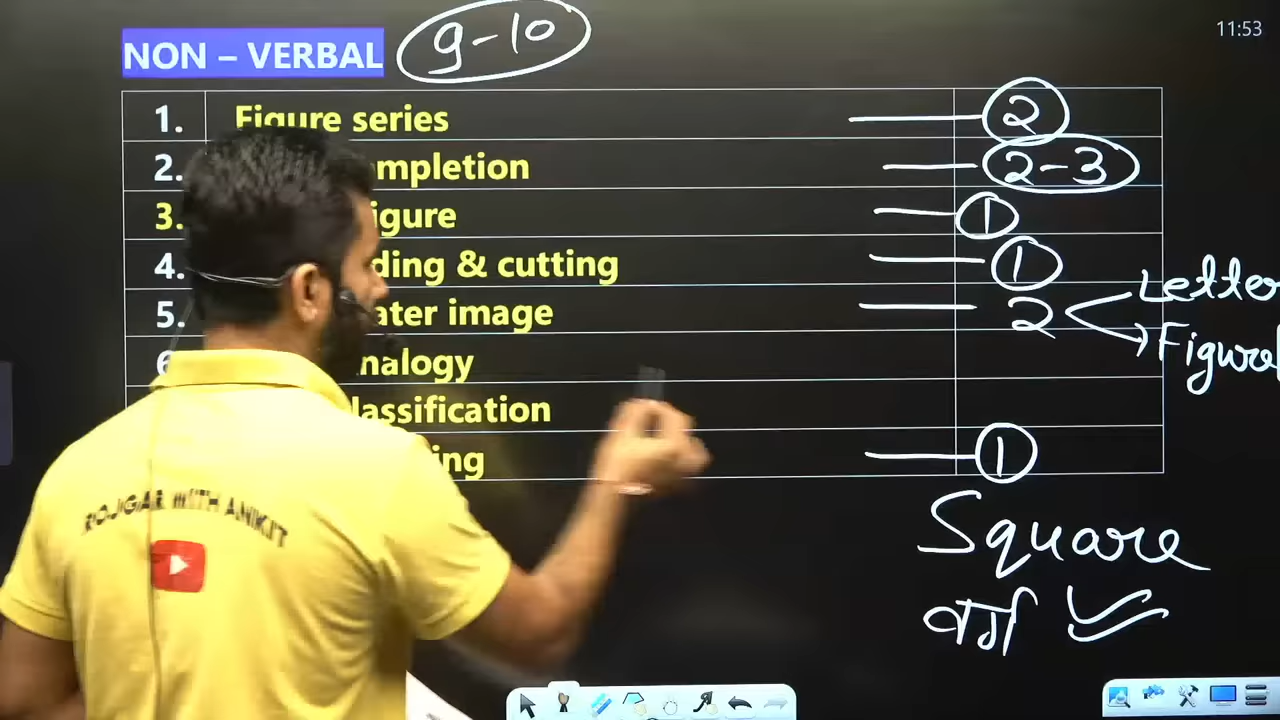 11:53
NON – VERBAL 9-10
1. Figure series 2
2. mpletion 2-3
3. igure 1
4. ding & cutting 1
5. ater image 2 Letter
Figure
6 nalogy
lassification
ing 1
Square
वर्ग
ROJGAR WITH ANKIT